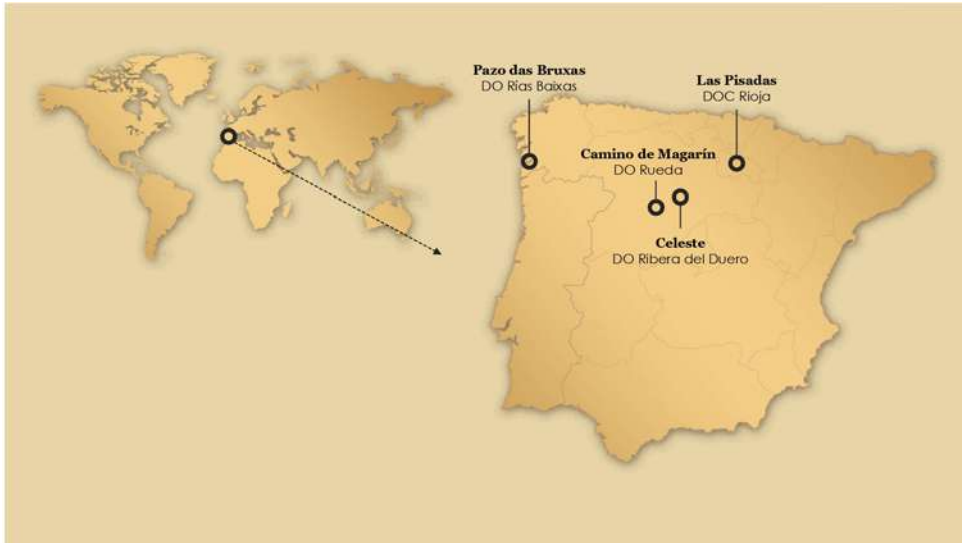 Pazo das Bruxas
DO Rías Baixas
Las Pisadas
DOC Rioja
Camino de Magarín
DO Rueda
Celeste
DO Ribera del Duero